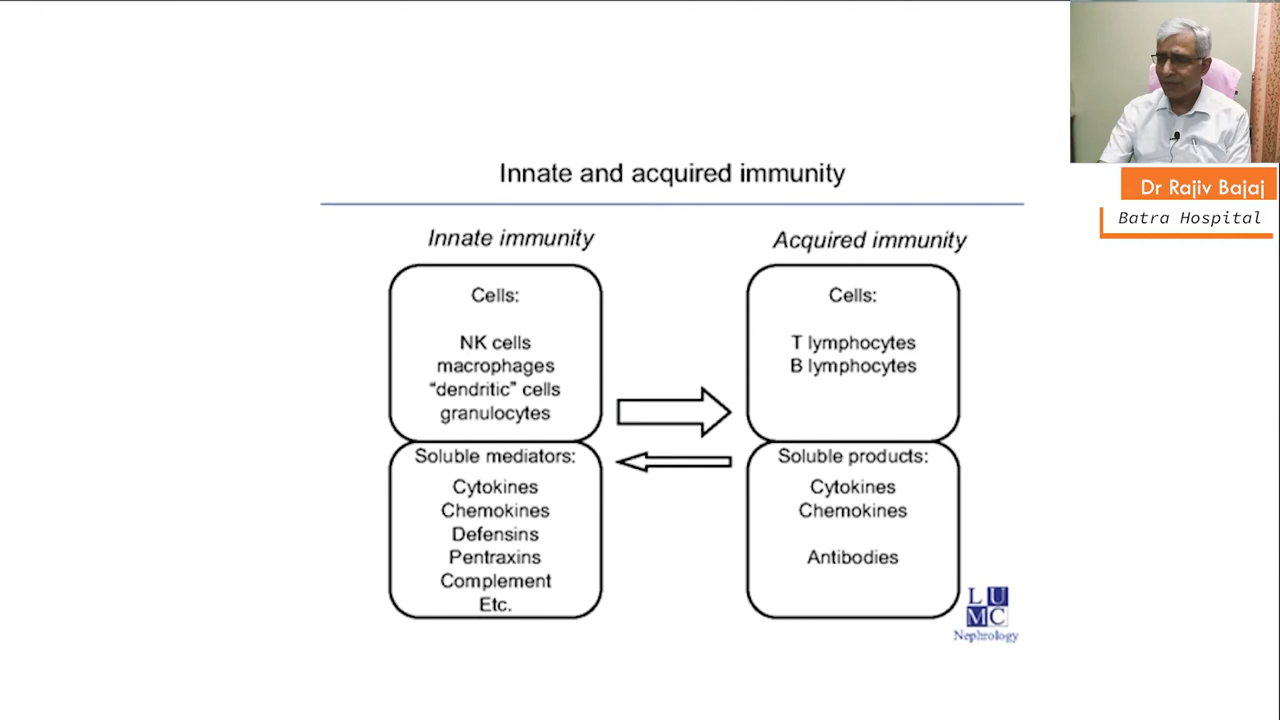 Dr Rajiv Bajaj
Batra Hospital
Innate and acquired immunity
Innate immunity
Cells:
NK cells
macrophages
“dendritic” cells
granulocytes
Soluble mediators:
Cytokines
Chemokines
Defensins
Pentraxins
Complement
Etc.
Acquired immunity
Cells:
T lymphocytes
B lymphocytes
Soluble products:
Cytokines
Chemokines
Antibodies
L U
M C
Nephrology